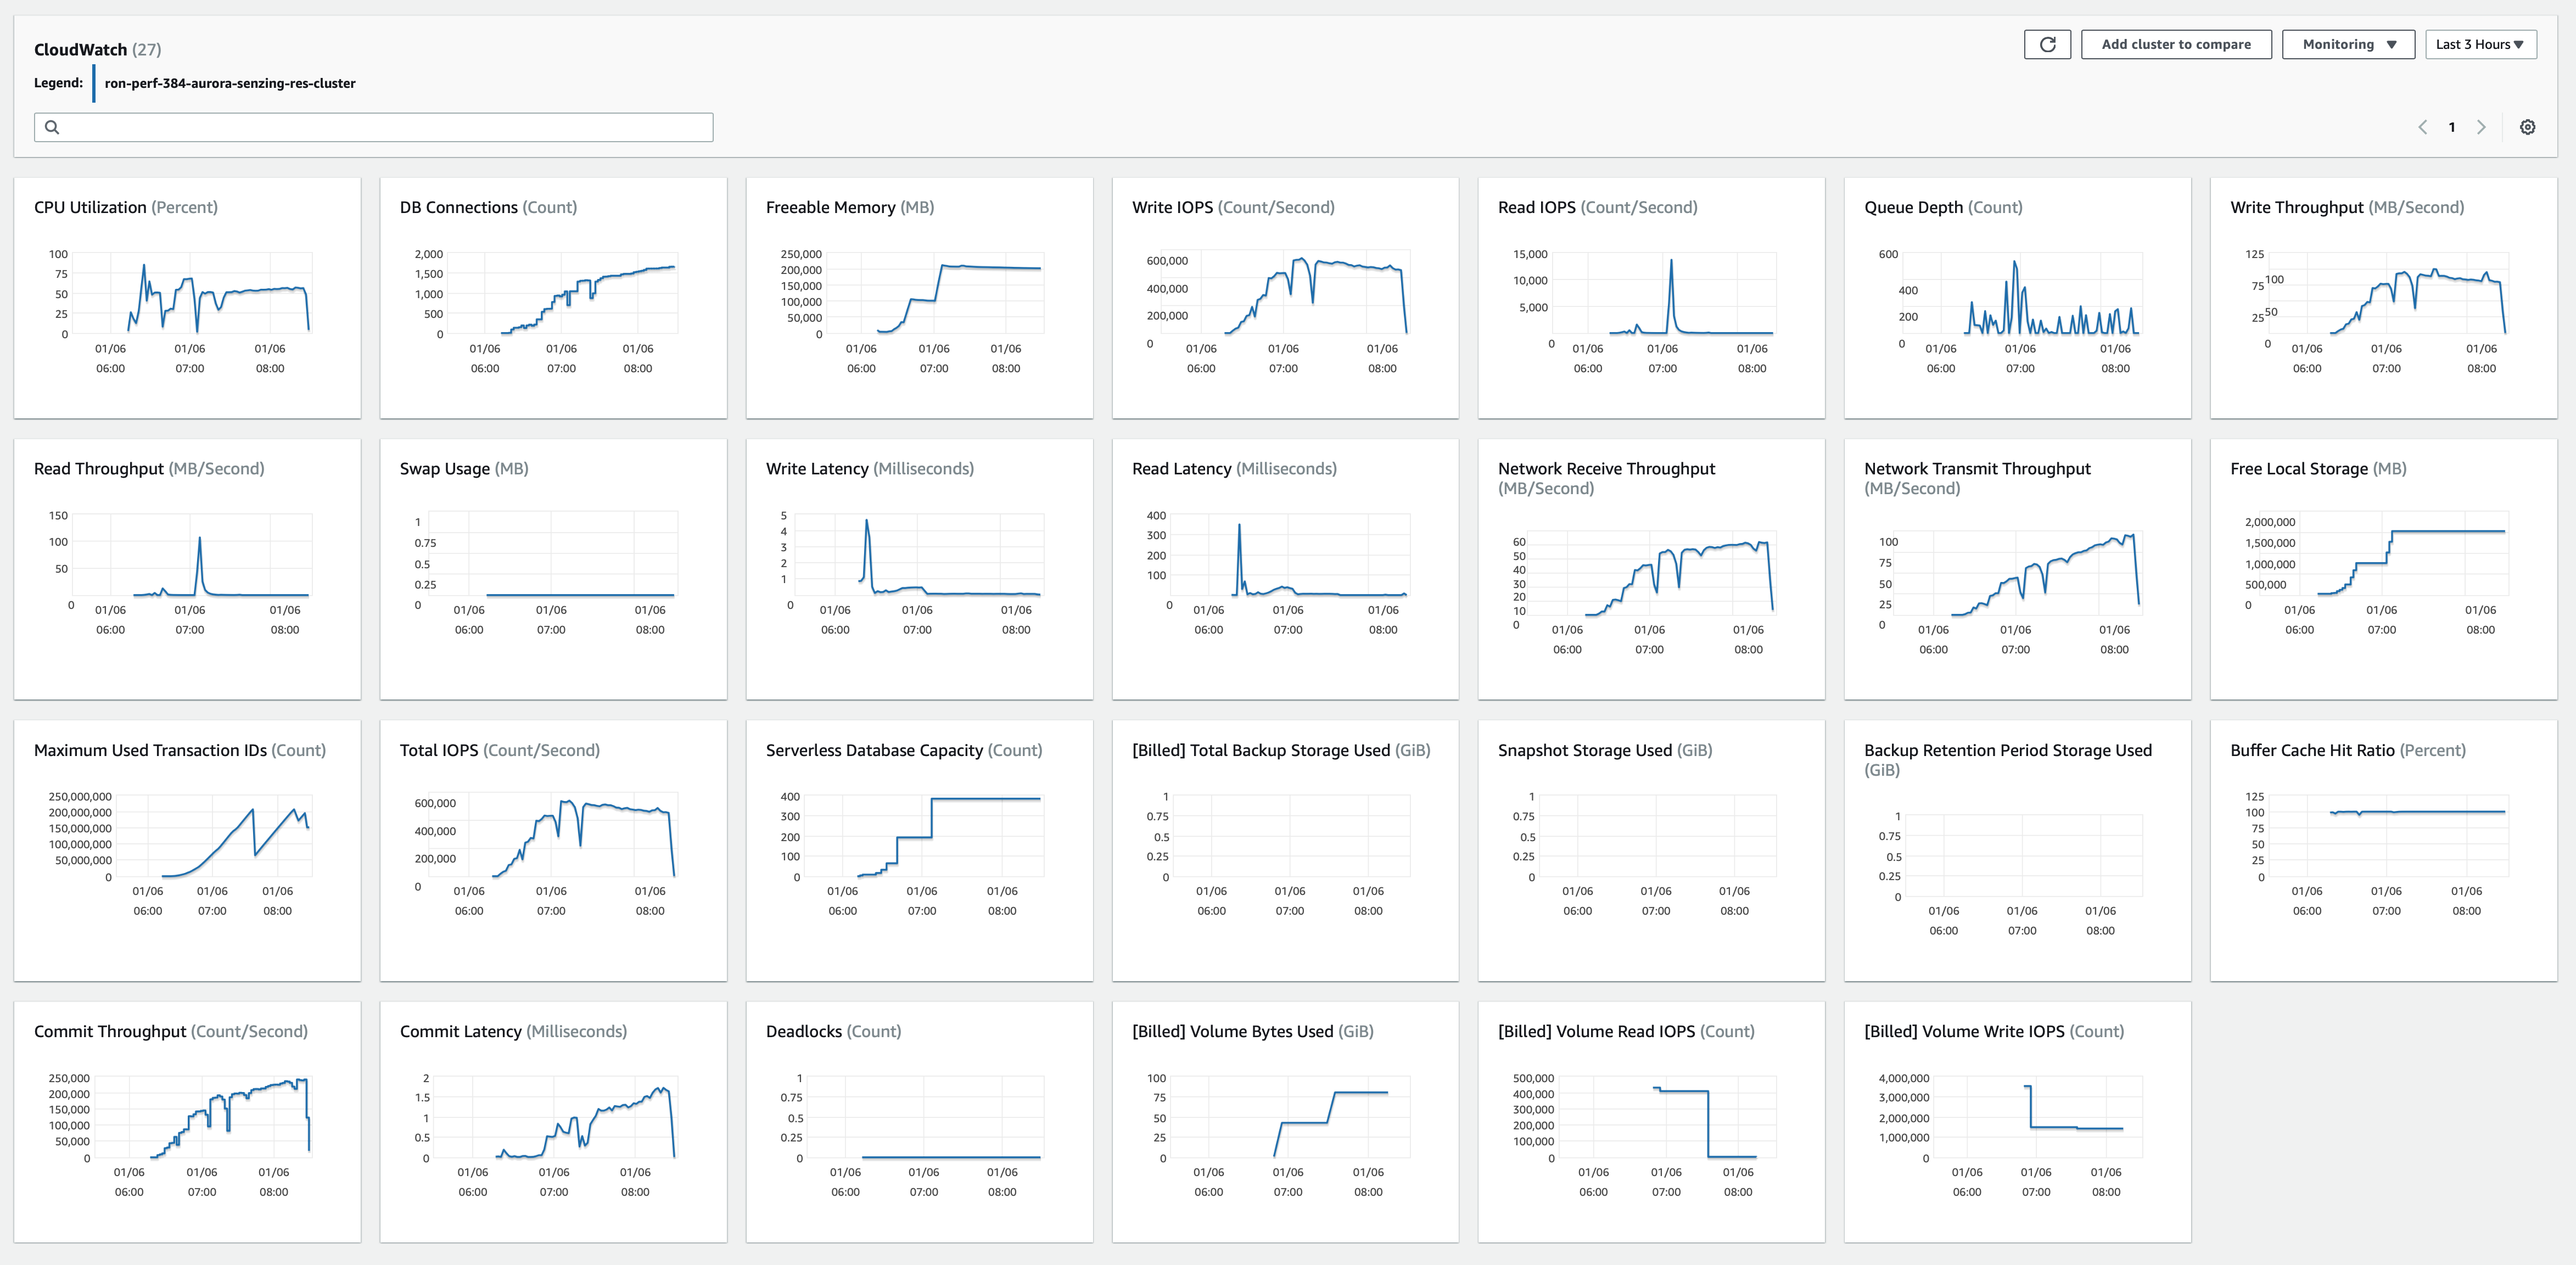 CloudWatch (27)
Add cluster to compare
Monitoring
Last 3 Hours
Legend:
ron-perf-384-aurora-senzing-res-cluster
1
CPU Utilization (Percent)
100
75
50
25
0
01/06 01/06 01/06
06:00 07:00 08:00
DB Connections (Count)
2,000
1,500
1,000
500
0
01/06 01/06 01/06
06:00 07:00 08:00
Freeable Memory (MB)
250,000
200,000
150,000
100,000
50,000
0
01/06 01/06 01/06
06:00 07:00 08:00
Write IOPS (Count/Second)
600,000
400,000
200,000
0
01/06 01/06 01/06
06:00 07:00 08:00
Read IOPS (Count/Second)
15,000
10,000
5,000
0
01/06 01/06 01/06
06:00 07:00 08:00
Queue Depth (Count)
600
400
200
0
01/06 01/06 01/06
06:00 07:00 08:00
Write Throughput (MB/Second)
125
100
75
50
25
0
01/06 01/06 01/06
06:00 07:00 08:00
Read Throughput (MB/Second)
150
100
50
0
01/06 01/06 01/06
06:00 07:00 08:00
Swap Usage (MB)
1
0.75
0.5
0.25
0
01/06 01/06 01/06
06:00 07:00 08:00
Write Latency (Milliseconds)
5
4
3
2
1
0
01/06 01/06 01/06
06:00 07:00 08:00
Read Latency (Milliseconds)
400
300
200
100
0
01/06 01/06 01/06
06:00 07:00 08:00
Network Receive Throughput
(MB/Second)
60
50
40
30
20
10
0
01/06 01/06 01/06
06:00 07:00 08:00
Network Transmit Throughput
(MB/Second)
100
75
50
25
0
01/06 01/06 01/06
06:00 07:00 08:00
Free Local Storage (MB)
2,000,000
1,500,000
1,000,000
500,000
0
01/06 01/06 01/06
06:00 07:00 08:00
Maximum Used Transaction IDs (Count)
250,000,000
200,000,000
150,000,000
100,000,000
50,000,000
0
01/06 01/06 01/06
06:00 07:00 08:00
Total IOPS (Count/Second)
600,000
400,000
200,000
0
01/06 01/06 01/06
06:00 07:00 08:00
Serverless Database Capacity (Count)
400
300
200
100
0
01/06 01/06 01/06
06:00 07:00 08:00
[Billed] Total Backup Storage Used (GiB)
1
0.75
0.5
0.25
0
01/06 01/06 01/06
06:00 07:00 08:00
Snapshot Storage Used (GiB)
1
0.75
0.5
0.25
0
01/06 01/06 01/06
06:00 07:00 08:00
Backup Retention Period Storage Used
(GiB)
1
0.75
0.5
0.25
0
01/06 01/06 01/06
06:00 07:00 08:00
Buffer Cache Hit Ratio (Percent)
125
100
75
50
25
0
01/06 01/06 01/06
06:00 07:00 08:00
Commit Throughput (Count/Second)
250,000
200,000
150,000
100,000
50,000
0
01/06 01/06 01/06
06:00 07:00 08:00
Commit Latency (Milliseconds)
2
1.5
1
0.5
0
01/06 01/06 01/06
06:00 07:00 08:00
Deadlocks (Count)
1
0.75
0.5
0.25
0
01/06 01/06 01/06
06:00 07:00 08:00
[Billed] Volume Bytes Used (GiB)
100
75
50
25
0
01/06 01/06 01/06
06:00 07:00 08:00
[Billed] Volume Read IOPS (Count)
500,000
400,000
300,000
200,000
100,000
0
01/06 01/06 01/06
06:00 07:00 08:00
[Billed] Volume Write IOPS (Count)
4,000,000
3,000,000
2,000,000
1,000,000
0
01/06 01/06 01/06
06:00 07:00 08:00